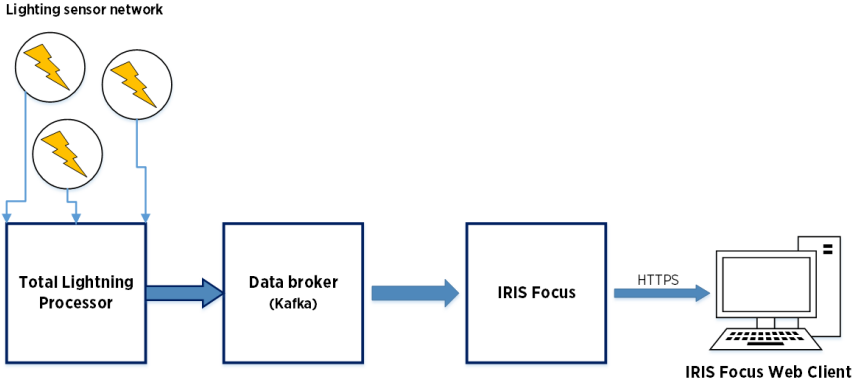 Lighting sensor network
Total Lightning
Processor
Data broker
(Kafka)
IRIS Focus
HTTPS
IRIS Focus Web Client